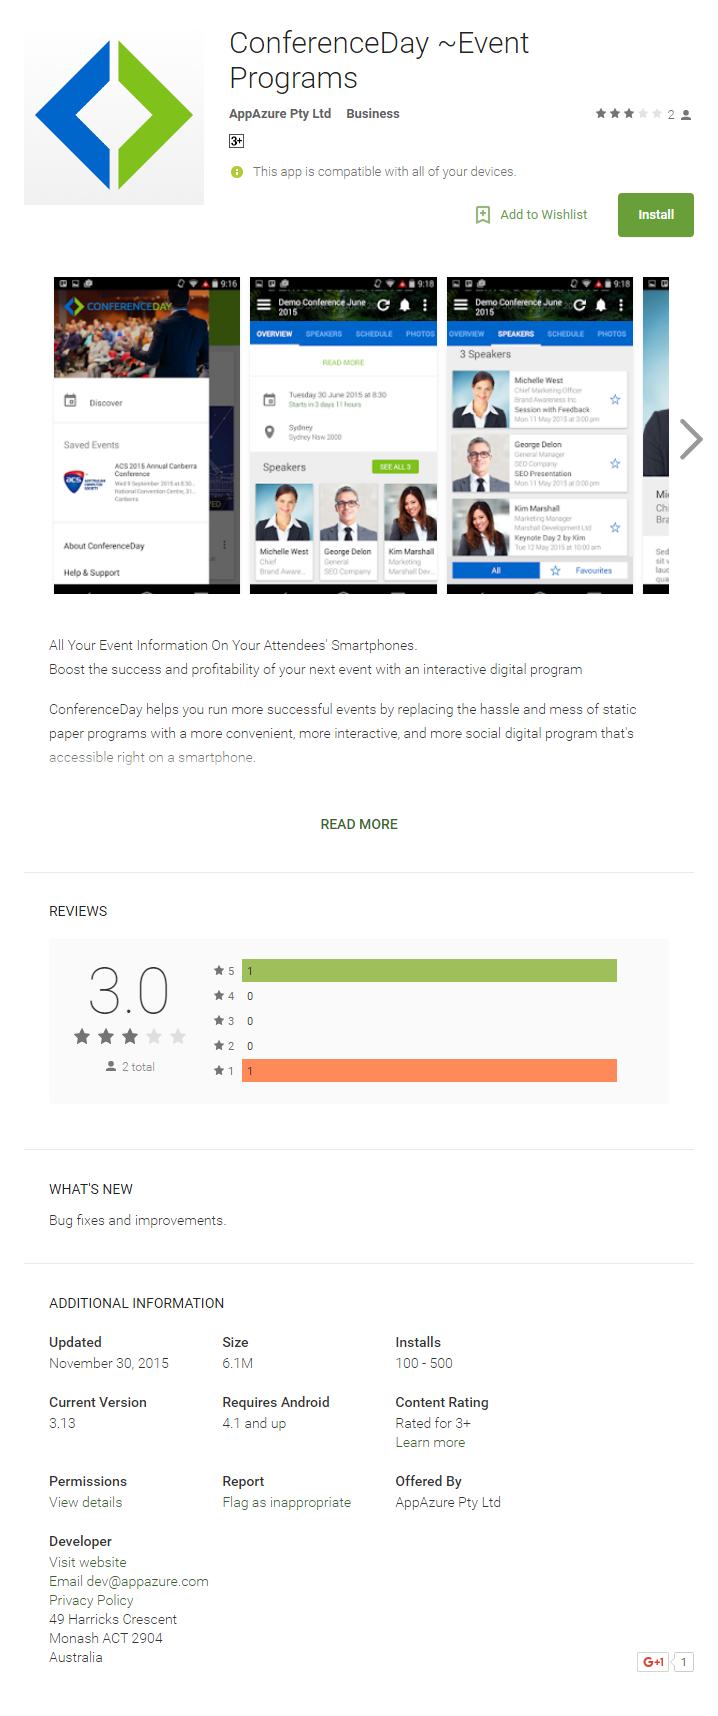 ConferenceDay ~Event
Programs
AppAzure Pty Ltd Business
2
3+
This app is compatible with all of your devices.
Add to Wishlist
Install
9:16
CONFERENCEDAY
Discover
Saved Events
ACS 2015 Annual Canberra
Conference
Wed 9 September 2015 at 8:30...
National Convention Centre, 31...
Canberra
acs
About ConferenceDay
Help & Support
9:18
Demo Conference June
2015
OVERVIEW SPEAKERS SCHEDULE PHOTOS
READ MORE
Tuesday 30 June 2015 at 8:30
Starts in 3 days 11 hours
Sydney
Sydney Nsw 2000
Speakers
SEE ALL 3
Michelle West
Chief
Brand Aware...
George Delon
General
SEO Company
Kim Marshall
Marketing
Marshall Dev...
9:18
Demo Conference June
2015
OVERVIEW SPEAKERS SCHEDULE PHOTOS
3 Speakers
Michelle West
Chief Marketing Officer
Brand Awareness Inc
Session with Feedback
Mon 11 May 2015 at 3:00 pm
George Delon
General Manager
SEO Company
SEO Presentation
Mon 11 May 2015 at 0:00 pm
Kim Marshall
Marketing Manager
Marshall Development Ltd
Keynote Day 2 by Kim
Tue 12 May 2015 at 10:00 am
All
Favourites
All Your Event Information On Your Attendees' Smartphones.
Boost the success and profitability of your next event with an interactive digital program
ConferenceDay helps you run more successful events by replacing the hassle and mess of static
paper programs with a more convenient, more interactive, and more social digital program that's
accessible right on a smartphone.
READ MORE
REVIEWS
3.0
2 total
5 1
4 0
3 0
2 0
1 1
WHAT'S NEW
Bug fixes and improvements.
ADDITIONAL INFORMATION
Updated
November 30, 2015
Size
6.1M
Installs
100 - 500
Current Version
3.13
Requires Android
4.1 and up
Content Rating
Rated for 3+
Learn more
Permissions
View details
Report
Flag as inappropriate
Offered By
AppAzure Pty Ltd
Developer
Visit website
Email dev@appazure.com
Privacy Policy
49 Harricks Crescent
Monash ACT 2904
Australia
G+1 1